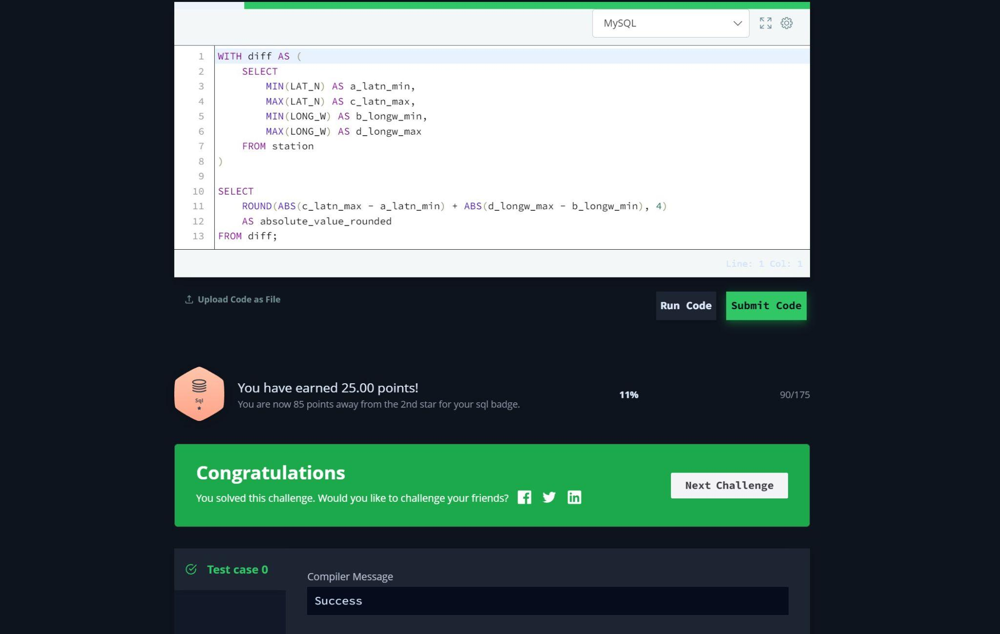 MySQL
1 WITH diff AS (
2     SELECT
3         MIN(LAT_N) AS a_latn_min,
4         MAX(LAT_N) AS c_latn_max,
5         MIN(LONG_W) AS b_longw_min,
6         MAX(LONG_W) AS d_longw_max
7     FROM station
8 )
9
10 SELECT
11     ROUND(ABS(c_latn_max - a_latn_min) + ABS(d_longw_max - b_longw_min), 4)
12     AS absolute_value_rounded
13 FROM diff;
Line: 1 Col: 1
Upload Code as File
Run Code
Submit Code
Sql
You have earned 25.00 points!
You are now 85 points away from the 2nd star for your sql badge.
11%
90/175
Congratulations
You solved this challenge. Would you like to challenge your friends?
Next Challenge
Test case 0
Compiler Message
Success